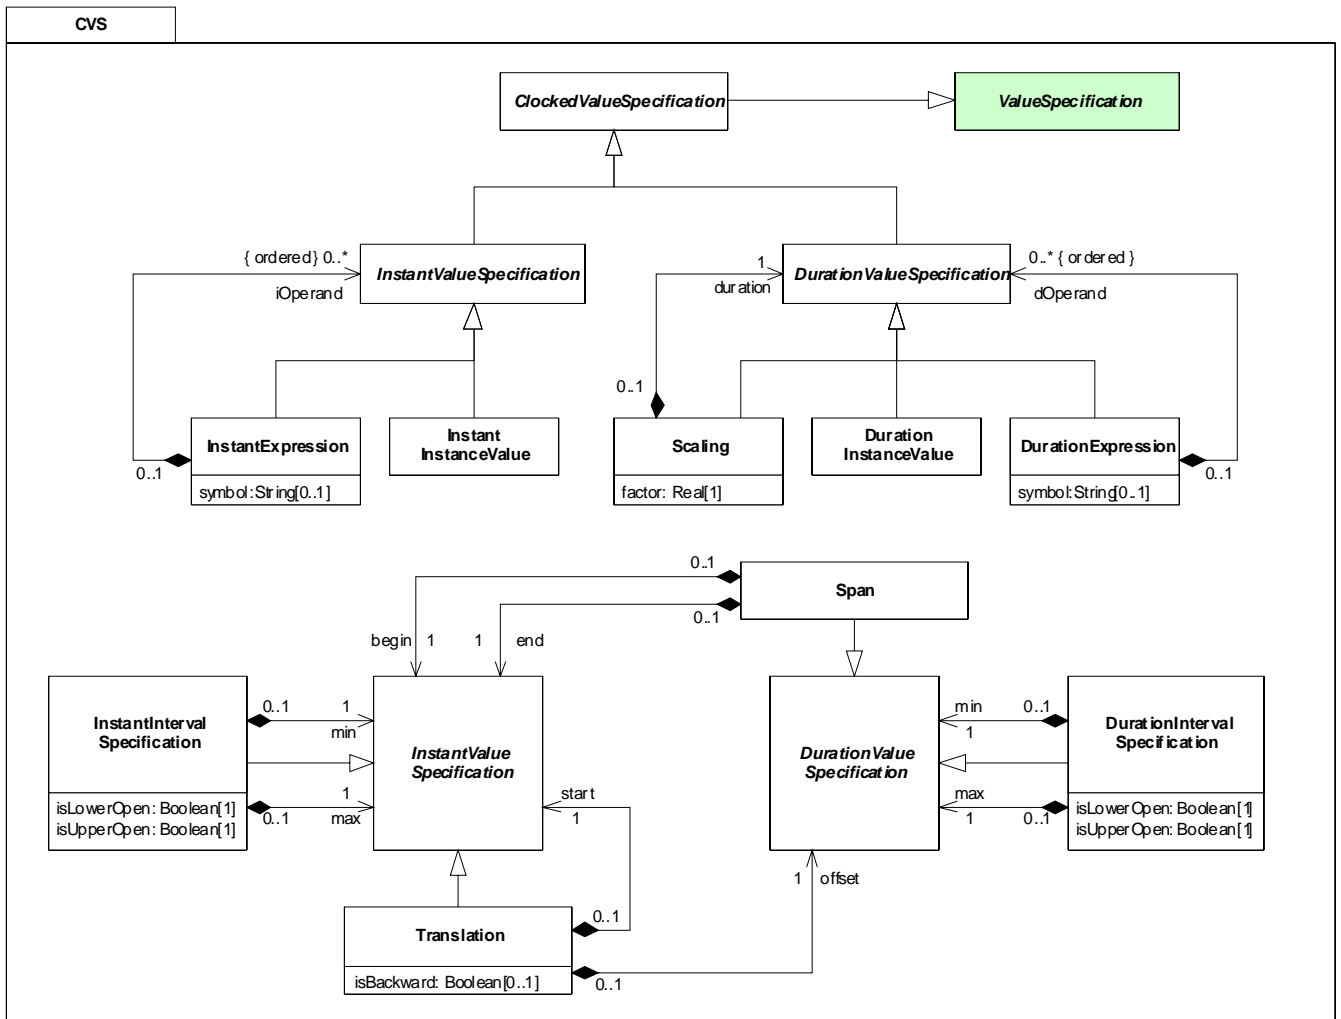 CVS
ClockedValueSpecification
ValueSpecification
{ ordered} 0..*
InstantValueSpecification
iOperand
1
duration
DurationValueSpecification
0..* { ordered }
dOperand
0..1
InstantExpression
symbol:String[0..1]
0..1
Instant
InstanceValue
Scaling
factor: Real[1]
Duration
InstanceValue
DurationExpression
symbol:String[0..1]
0..1
0..1
0..1
Span
begin 1
1 end
InstantInterval
Specification
isLowerOpen: Boolean[1]
isUpperOpen: Boolean[1]
0..1
1
min
1
0..1
max
InstantValue
Specification
start
1
DurationValue
Specification
min
0..1
1
max
1
0..1
DurationInterval
Specification
isLowerOpen: Boolean[1]
isUpperOpen: Boolean[1]
1 offset
Translation
isBackward: Boolean[0..1]
0..1
0..1